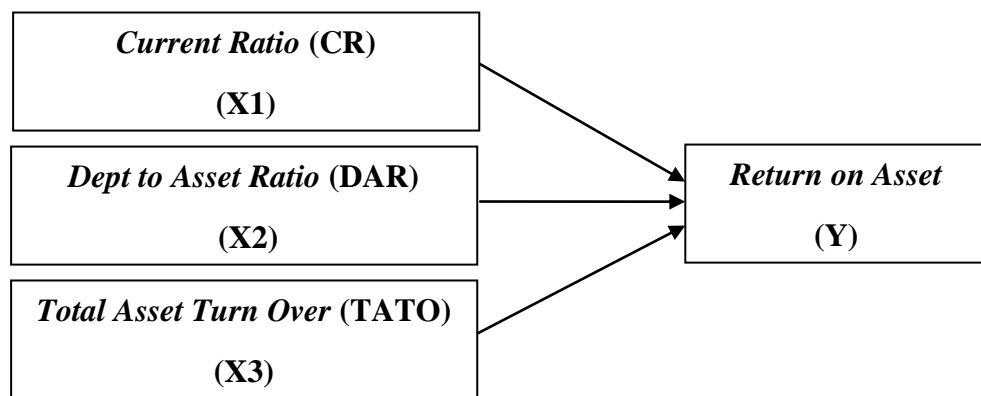 Current Ratio (CR)
(X1)
Dept to Asset Ratio (DAR)
(X2)
Total Asset Turn Over (TATO)
(X3)
Return on Asset
(Y)